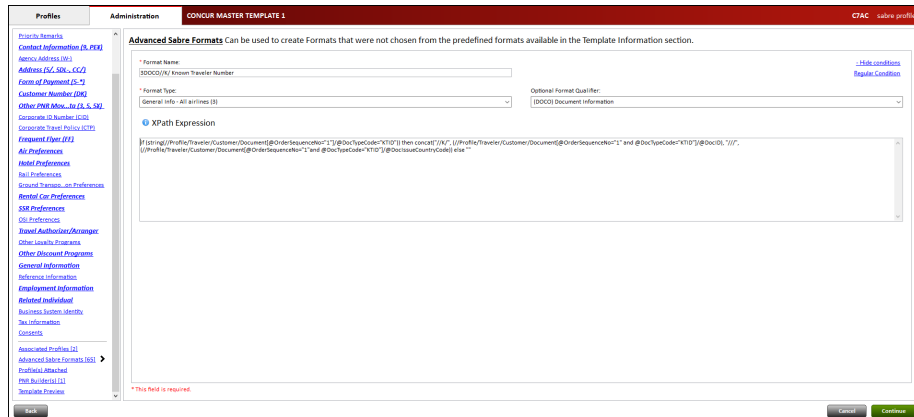 Profiles
Administration
CONCUR MASTER TEMPLATE 1
C7AC sabre profile
Priority Remarks
Contact Information (9, PE¥)
Agency Address (W-)
Address (5/, 5DL-, CC/)
Form of Payment (5-*)
Customer Number (DK)
Other PNR Mov...ta (3, 5, 5X)
Corporate ID Number (CID)
Corporate Travel Policy (CTP)
Frequent Flyer (FF)
Air Preferences
Hotel Preferences
Rail Preferences
Ground Transpo...on Preferences
Rental Car Preferences
SSR Preferences
OSI Preferences
Travel Authorizer/Arranger
Other Loyalty Programs
Other Discount Programs
General Information
Reference Information
Employment Information
Related Individual
Business System Identity
Tax Information
Consents
Associated Profiles [2]
Advanced Sabre Formats [65]
Profile(s) Attached
PNR Builder(s) [1]
Template Preview
Advanced Sabre Formats Can be used to create Formats that were not chosen from the predefined formats available in the Template Information section.
* Format Name:
3DOCO//K/ Known Traveler Number
- Hide conditions
Regular Condition
* Format Type:
General Info - All airlines (3)
Optional Format Qualifier:
(DOCO) Document Information
XPath Expression
if (string(//Profile/Traveler/Customer/Document[@OrderSequenceNo="1"]/@DocTypeCode="KTID")) then concat("//K/", (//Profile/Traveler/Customer/Document[@OrderSequenceNo="1" and @DocTypeCode="KTID"]/@DocID), "///",
(//Profile/Traveler/Customer/Document[@OrderSequenceNo="1"and @DocTypeCode="KTID"]/@DocIssueCountryCode)) else ""
* This field is required.
Back
Cancel
Continue